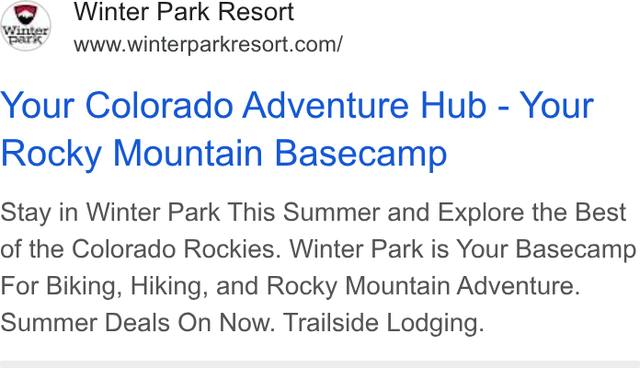 Winter Park
Winter Park Resort
www.winterparkresort.com/
Your Colorado Adventure Hub - Your
Rocky Mountain Basecamp
Stay in Winter Park This Summer and Explore the Best
of the Colorado Rockies. Winter Park is Your Basecamp
For Biking, Hiking, and Rocky Mountain Adventure.
Summer Deals On Now. Trailside Lodging.